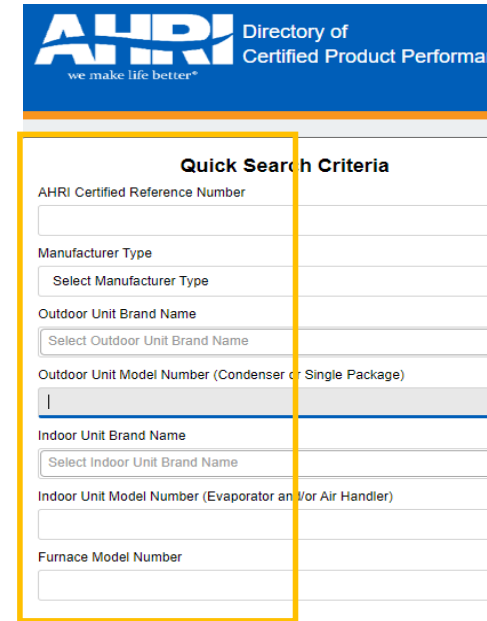 AHRI
we make life better®
Directory of
Certified Product Performa
Quick Search Criteria
AHRI Certified Reference Number
Manufacturer Type
Select Manufacturer Type
Outdoor Unit Brand Name
Select Outdoor Unit Brand Name
Outdoor Unit Model Number (Condenser or Single Package)
Indoor Unit Brand Name
Select Indoor Unit Brand Name
Indoor Unit Model Number (Evaporator and/or Air Handler)
Furnace Model Number